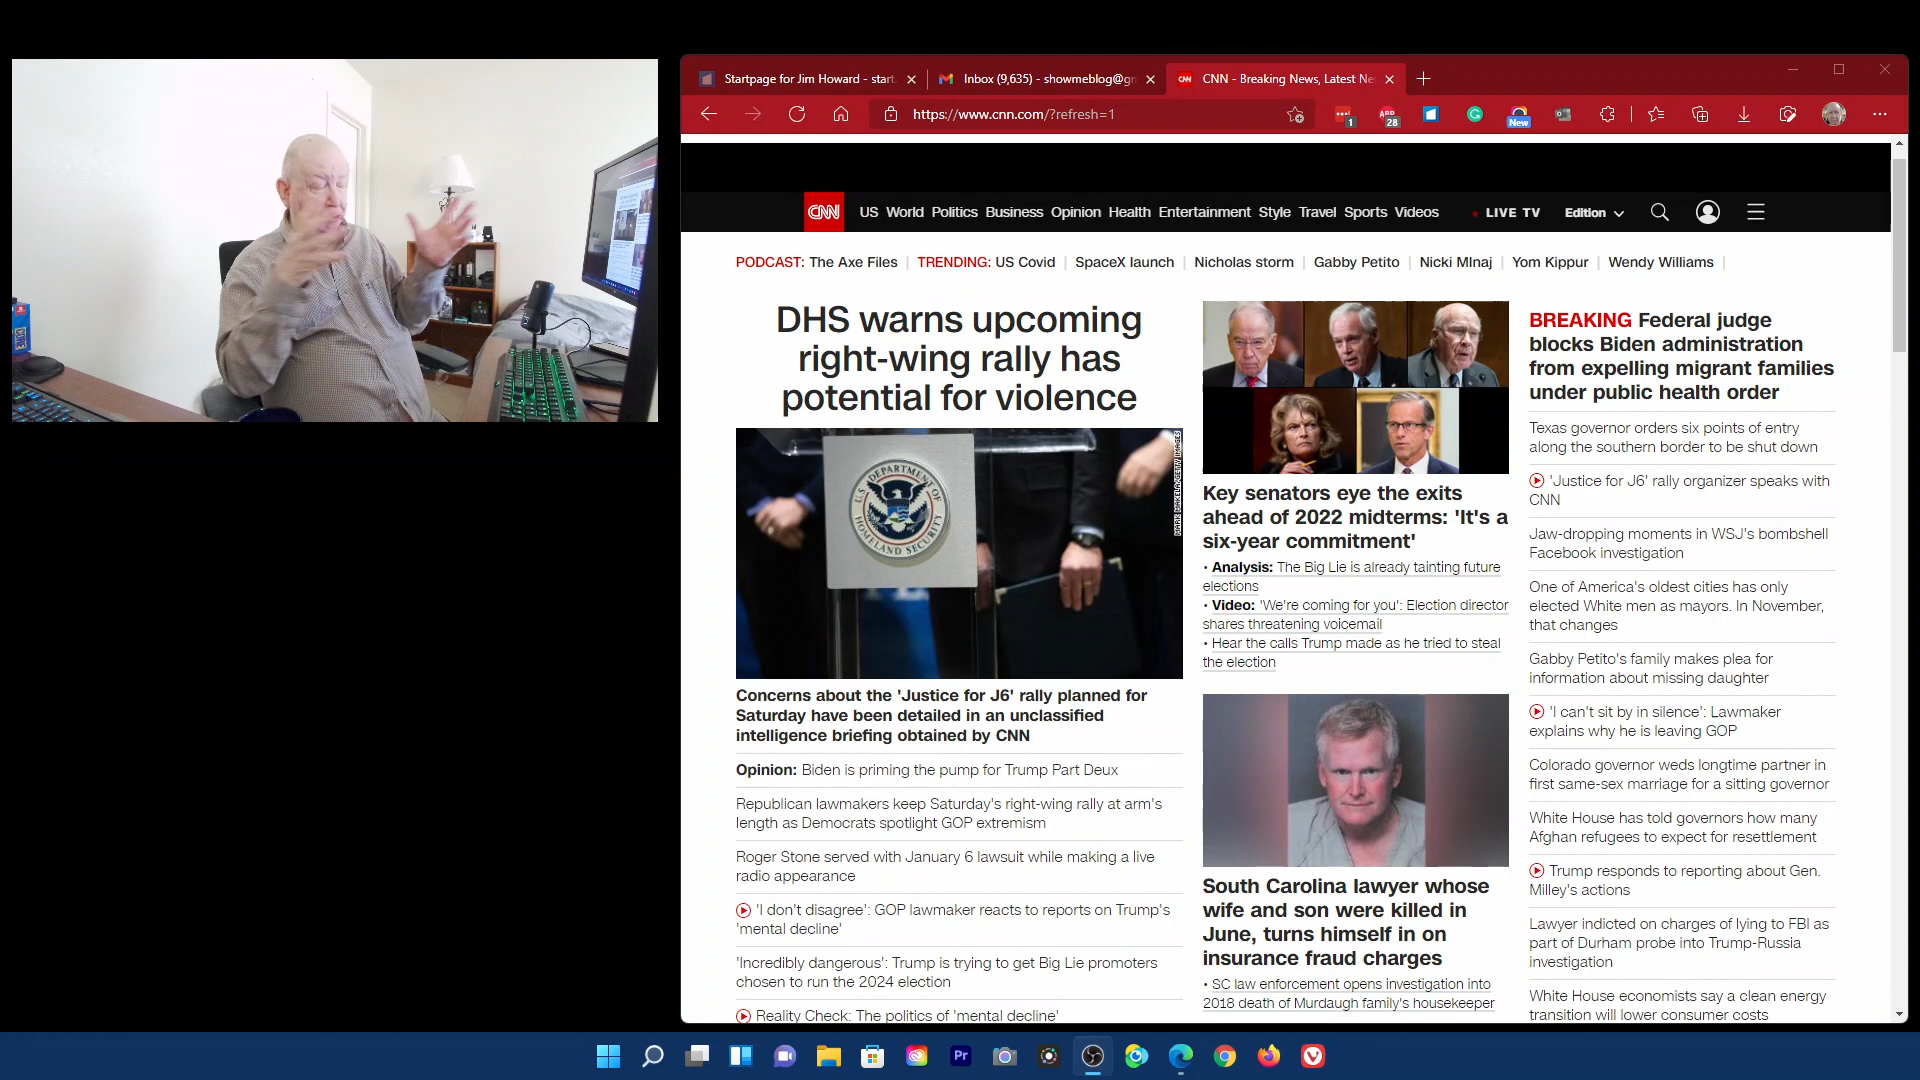 Startpage for Jim Howard - start.
Inbox (9,635) - showmeblog@gm
CNN - Breaking News, Latest Ne
https://www.cnn.com/?refresh=1
1
ABP
28
New
CNN
US World Politics Business Opinion Health Entertainment Style Travel Sports Videos
LIVE TV
Edition
PODCAST: The Axe Files
TRENDING: US Covid
SpaceX launch
Nicholas storm
Gabby Petito
Nicki MInaj
Yom Kippur
Wendy Williams
DHS warns upcoming
right-wing rally has
potential for violence
U.S. DEPARTMENT OF
HOMELAND SECURITY
MARK MAKELA/GETTY IMAGES
Concerns about the 'Justice for J6' rally planned for
Saturday have been detailed in an unclassified
intelligence briefing obtained by CNN
Opinion: Biden is priming the pump for Trump Part Deux
Republican lawmakers keep Saturday's right-wing rally at arm's
length as Democrats spotlight GOP extremism
Roger Stone served with January 6 lawsuit while making a live
radio appearance
'I don't disagree': GOP lawmaker reacts to reports on Trump's
'mental decline'
'Incredibly dangerous': Trump is trying to get Big Lie promoters
chosen to run the 2024 election
Reality Check: The politics of 'mental decline'
Key senators eye the exits
ahead of 2022 midterms: 'It's a
six-year commitment'
• Analysis: The Big Lie is already tainting future
elections
• Video: 'We're coming for you': Election director
shares threatening voicemail
• Hear the calls Trump made as he tried to steal
the election
South Carolina lawyer whose
wife and son were killed in
June, turns himself in on
insurance fraud charges
• SC law enforcement opens investigation into
2018 death of Murdaugh family's housekeeper
BREAKING Federal judge
blocks Biden administration
from expelling migrant families
under public health order
Texas governor orders six points of entry
along the southern border to be shut down
'Justice for J6' rally organizer speaks with
CNN
Jaw-dropping moments in WSJ's bombshell
Facebook investigation
One of America's oldest cities has only
elected White men as mayors. In November,
that changes
Gabby Petito's family makes plea for
information about missing daughter
'I can't sit by in silence': Lawmaker
explains why he is leaving GOP
Colorado governor weds longtime partner in
first same-sex marriage for a sitting governor
White House has told governors how many
Afghan refugees to expect for resettlement
Trump responds to reporting about Gen.
Milley's actions
Lawyer indicted on charges of lying to FBI as
part of Durham probe into Trump-Russia
investigation
White House economists say a clean energy
transition will lower consumer costs
Pr